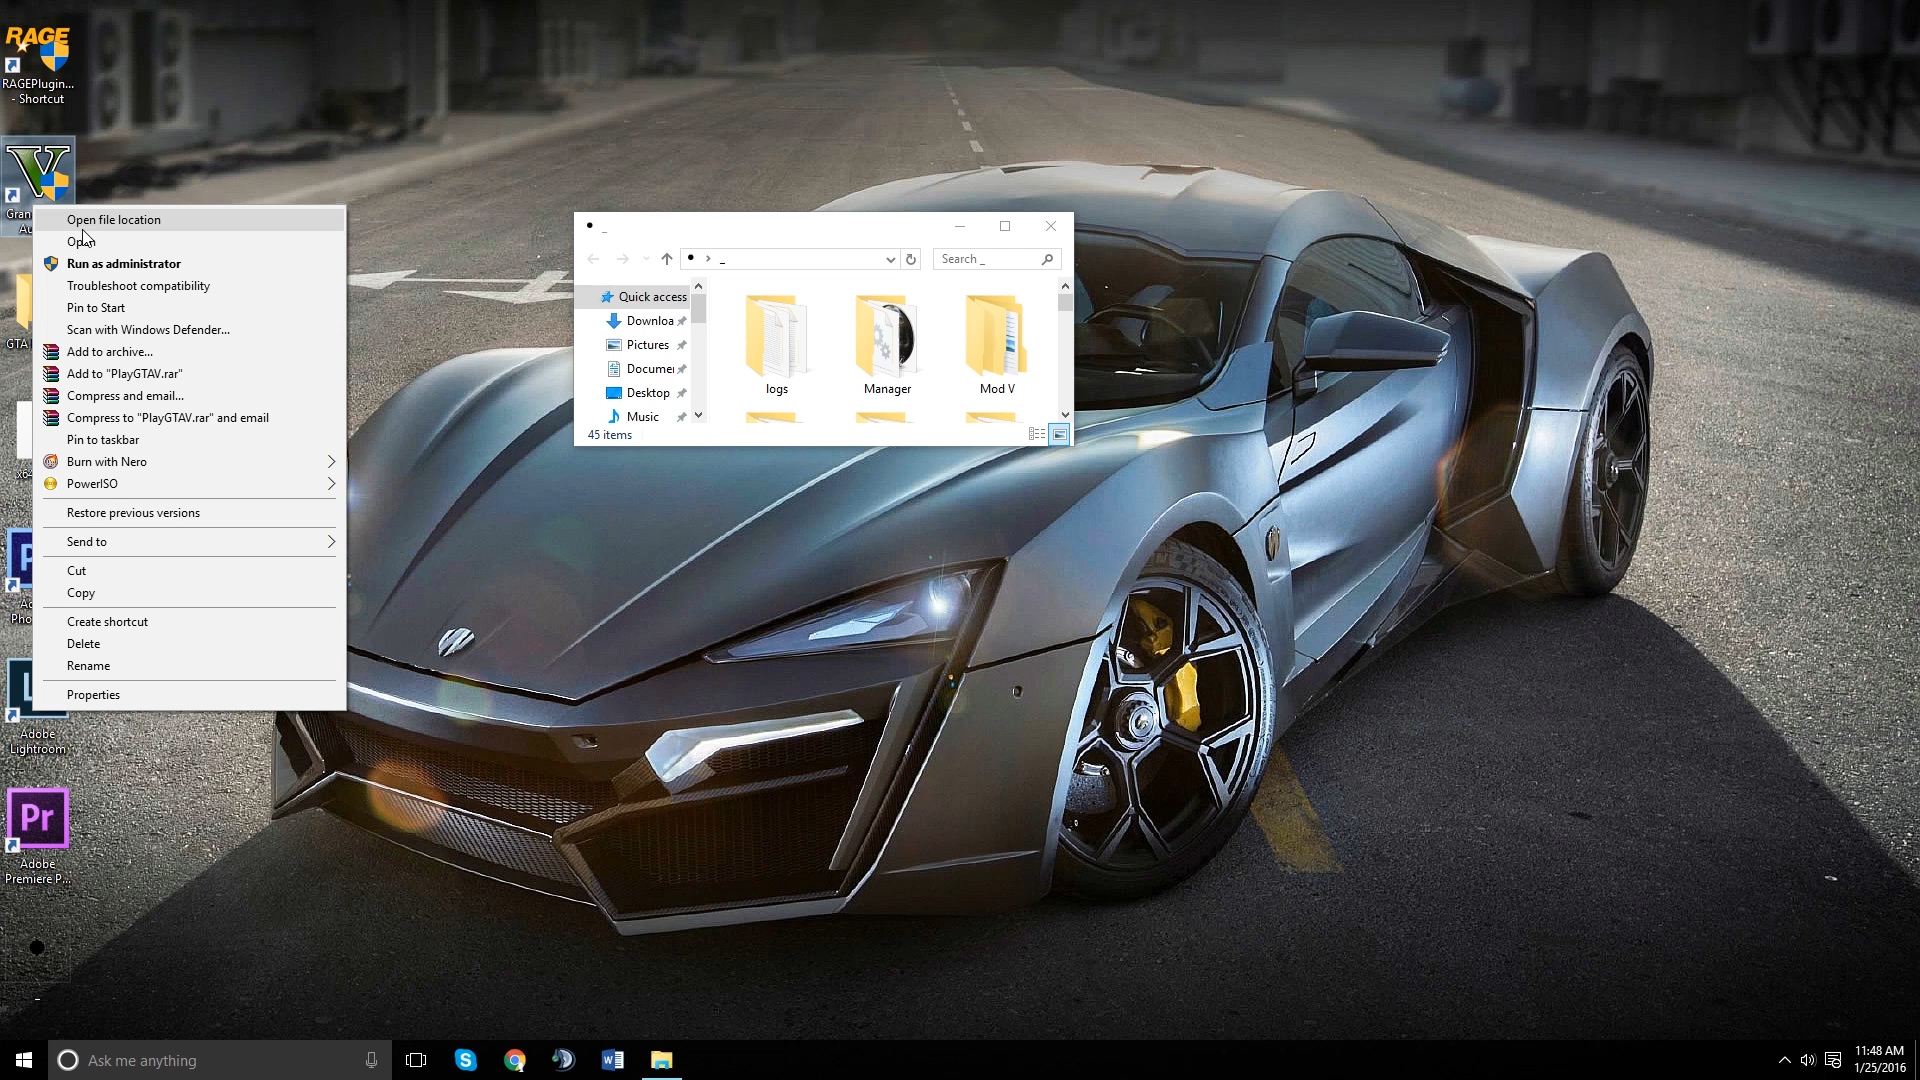 RAGE
RAGEPlugin...
- Shortcut
V
Open file location
Open
Run as administrator
Troubleshoot compatibility
Pin to Start
Scan with Windows Defender...
Add to archive...
Add to "PlayGTAV.rar"
Compress and email...
Compress to "PlayGTAV.rar" and email
Pin to taskbar
Burn with Nero
PowerISO
Restore previous versions
Send to
Cut
Copy
Create shortcut
Delete
Rename
Properties
GTA
Adobe
Lightroom
Pr
Adobe
Premiere P...
_
_
_
Search _
Quick access
Downloa
Pictures
Documen
Desktop
Music
logs
Manager
Mod V
45 items
Ask me anything
11:48 AM
1/25/2016